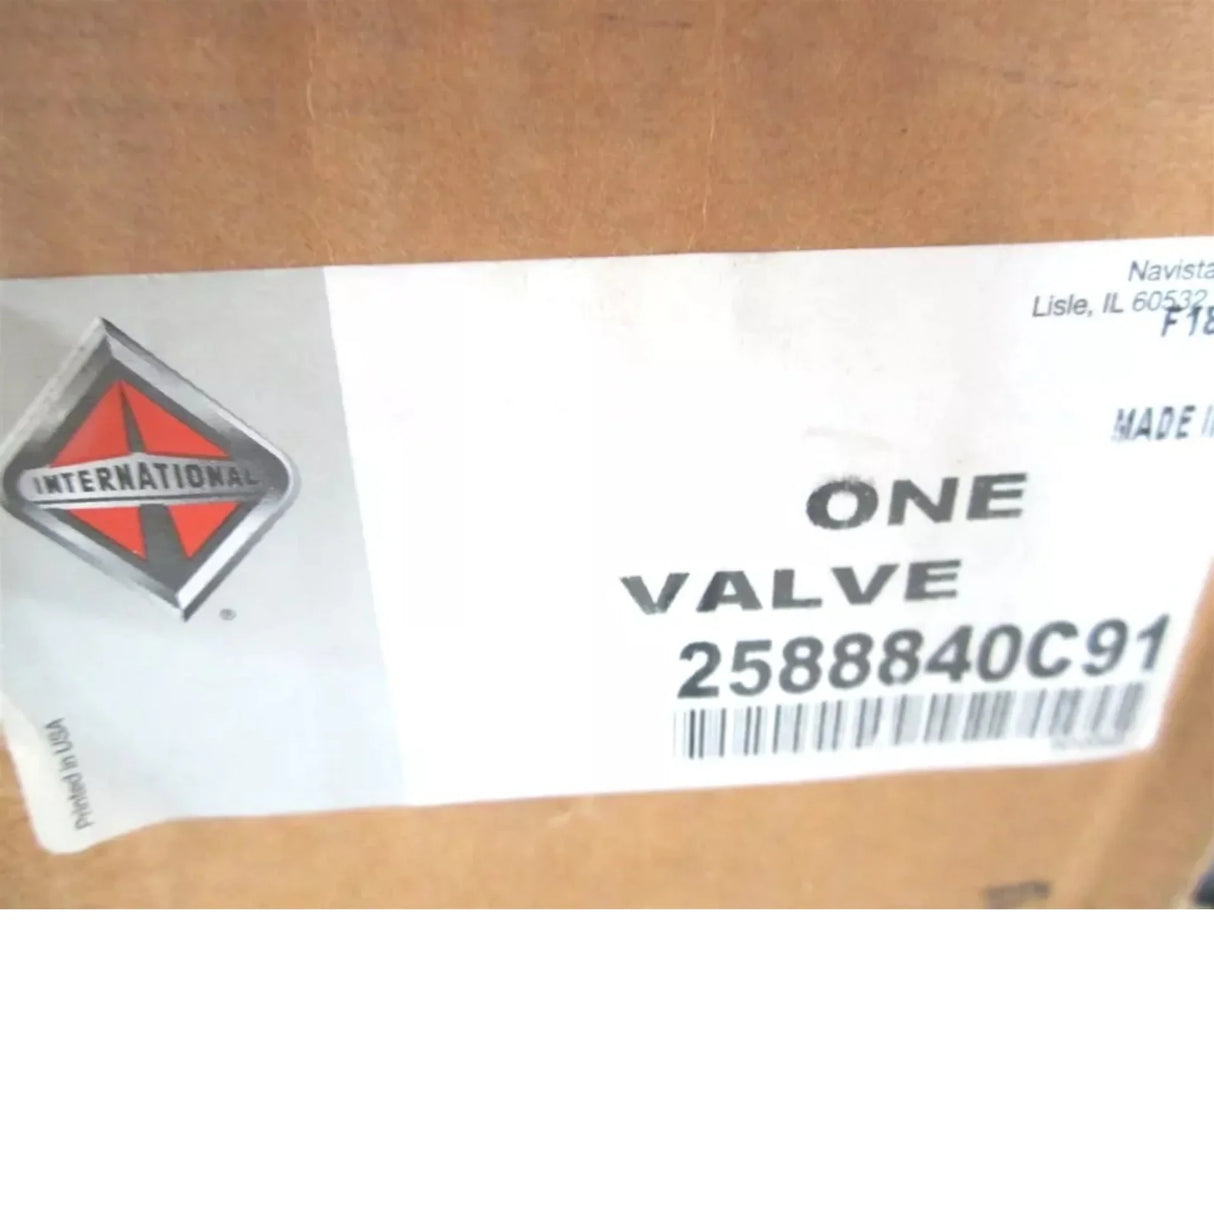 Navista
Lisle, IL 60532
F18
MADE I
INTERNATIONAL
®
ONE
VALVE
2588840C91
Printed in USA